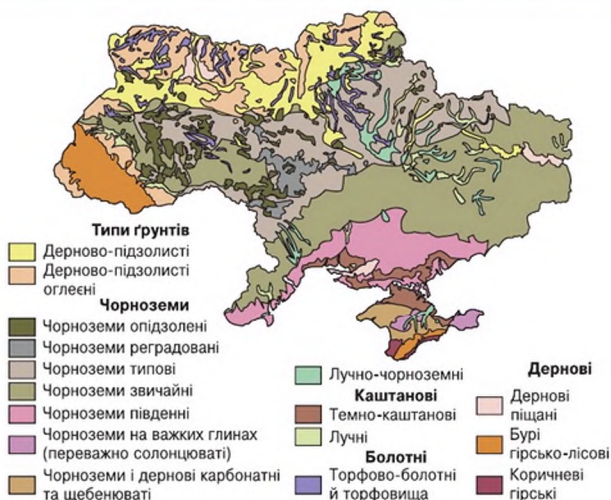 Типи ґрунтів
Дерново-підзолисті
Дерново-підзолисті
оглеєні
Чорноземи
Чорноземи опідзолені
Чорноземи реградовані
Чорноземи типові
Чорноземи звичайні
Чорноземи південні
Чорноземи на важких глинах
(переважно солонцюваті)
Чорноземи і дернові карбонатні
та щебенюваті
Лучно-чорноземні
Каштанові
Темно-каштанові
Лучні
Болотні
Торфово-болотні
й торфовища
Дернові
Дернові
піщані
Бурі
гірсько-лісові
Коричневі
гірські